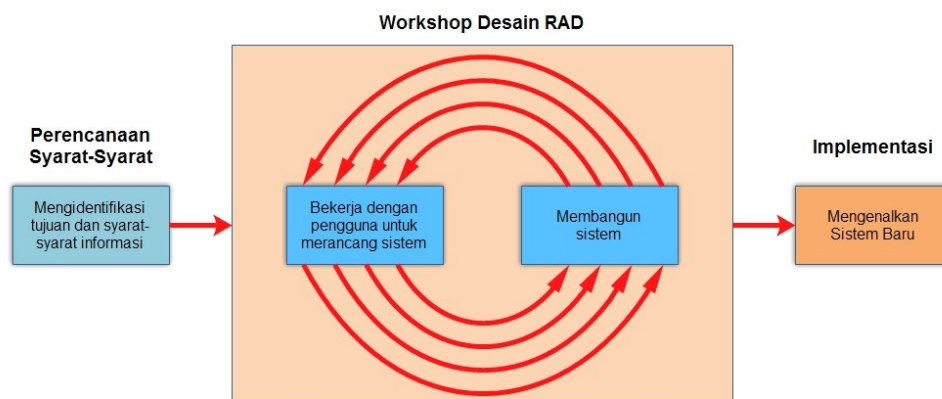 Workshop Desain RAD
Perencanaan
Syarat-Syarat
Mengidentifikasi
tujuan dan syarat-
syarat informasi
Bekerja dengan
pengguna untuk
merancang sistem
Membangun
sistem
Implementasi
Mengenalkan
Sistem Baru